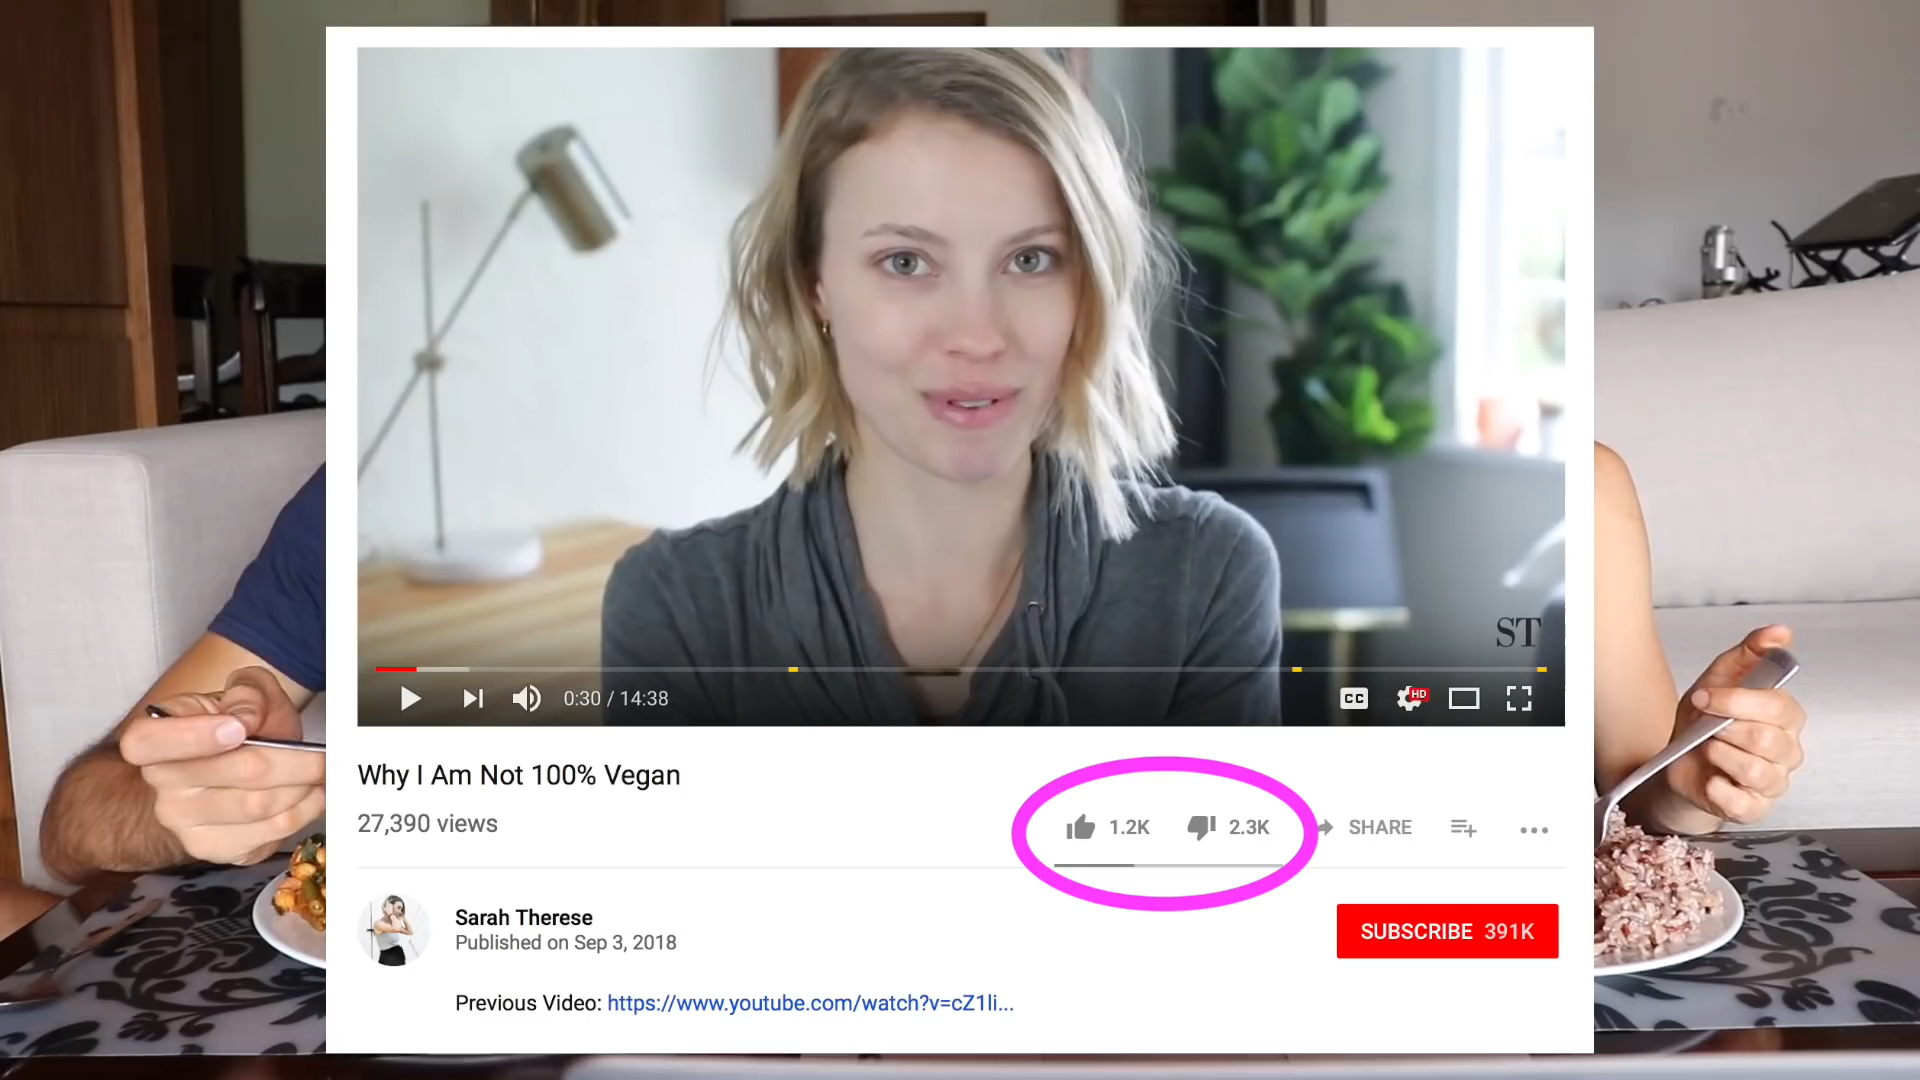 ST
0:30 / 14:38
CC
HD
Why I Am Not 100% Vegan
27,390 views
1.2K 2.3K SHARE
Sarah Therese
Published on Sep 3, 2018
SUBSCRIBE 391K
Previous Video: https://www.youtube.com/watch?v=cZ1li...